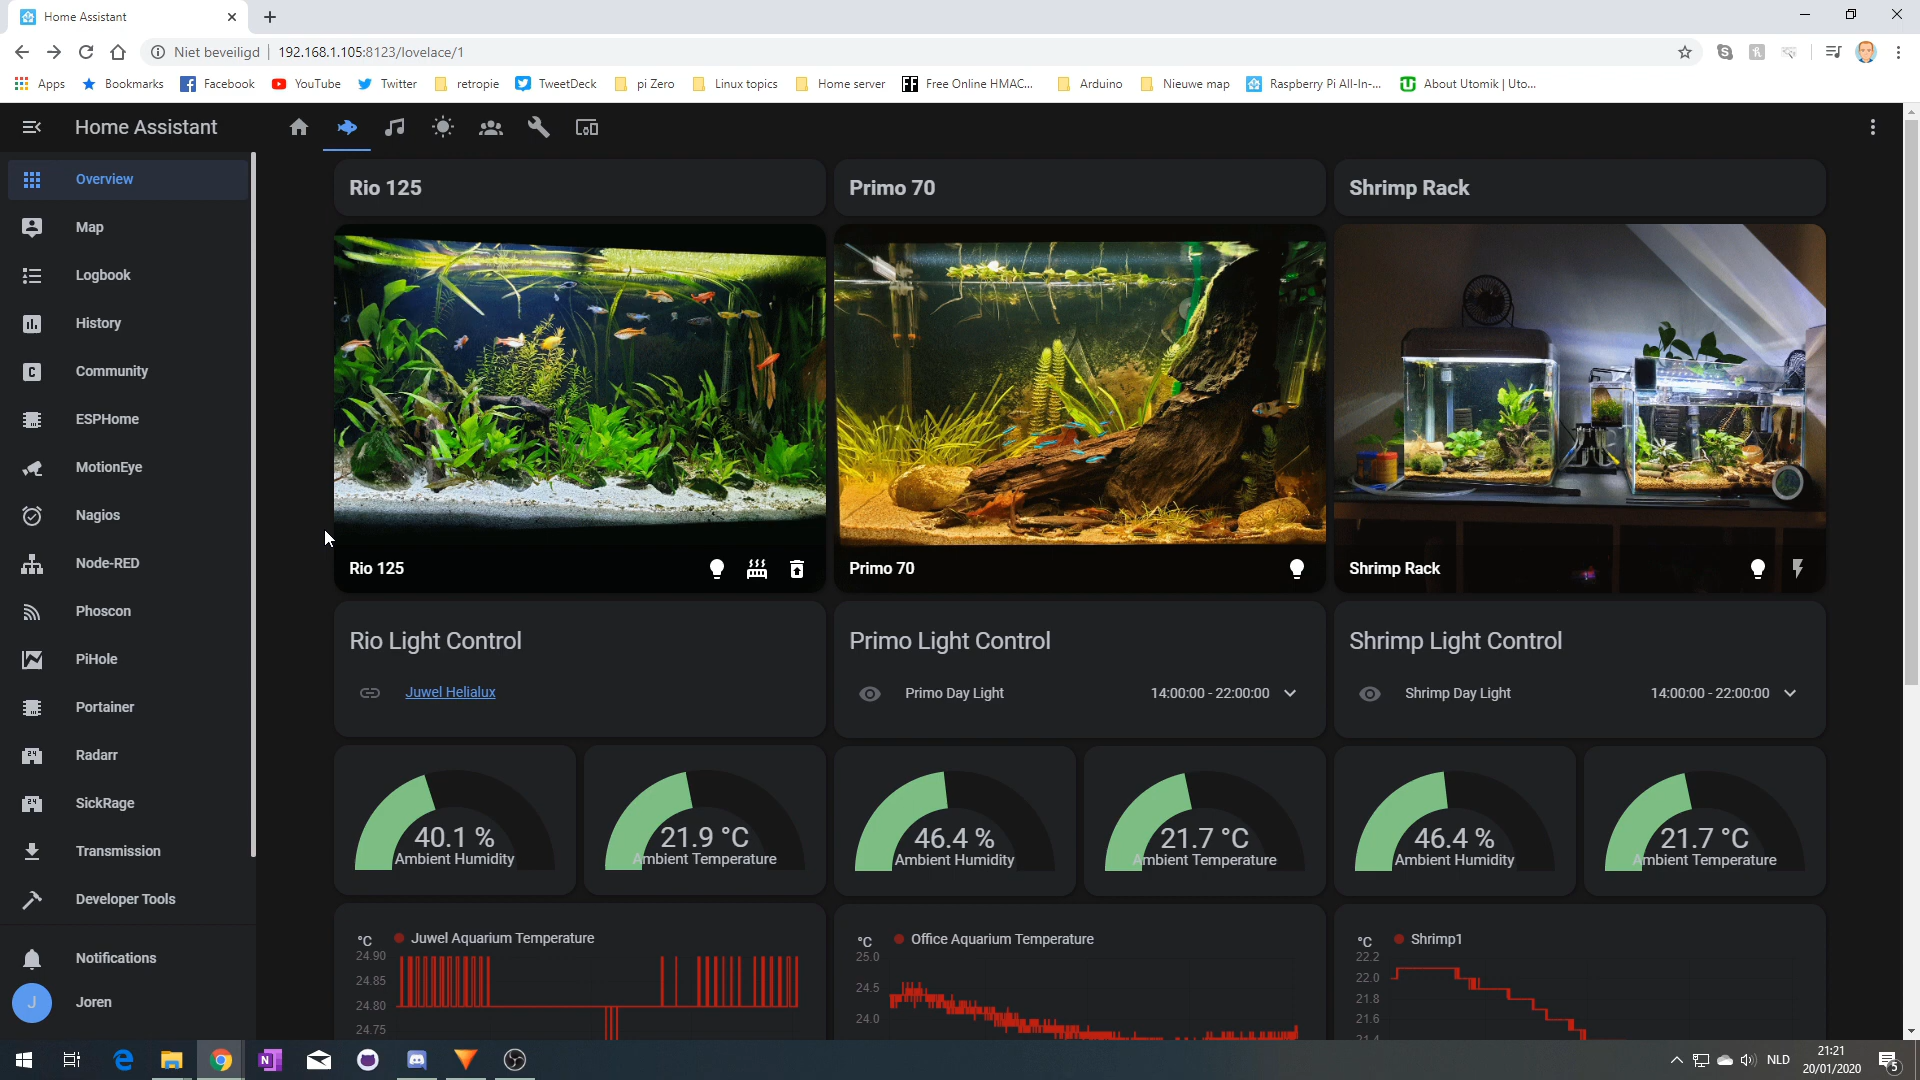 Home Assistant
Niet beveiligd | 192.168.1.105:8123/lovelace/1
Apps Bookmarks Facebook YouTube Twitter retropie TweetDeck pi Zero Linux topics Home server Free Online HMAC... Arduino Nieuwe map Raspberry Pi All-In-... About Utomik | Uto...
Home Assistant
Overview
Map
Logbook
History
Community
ESPHome
MotionEye
Nagios
Node-RED
Phoscon
PiHole
Portainer
Radarr
SickRage
Transmission
Developer Tools
Notifications
J Joren
Rio 125
Primo 70
Shrimp Rack
Rio 125
Primo 70
Shrimp Rack
Rio Light Control
Juwel Helialux
Primo Light Control
Primo Day Light 14:00:00 - 22:00:00
Shrimp Light Control
Shrimp Day Light 14:00:00 - 22:00:00
40.1 %
Ambient Humidity
21.9 °C
Ambient Temperature
46.4 %
Ambient Humidity
21.7 °C
Ambient Temperature
46.4 %
Ambient Humidity
21.7 °C
Ambient Temperature
°C Juwel Aquarium Temperature
24.90
24.85
24.80
24.75
°C Office Aquarium Temperature
25.0
24.5
24.0
°C Shrimp1
22.2
22.0
21.8
21.6
21.4
NLD
21:21
20/01/2020
5